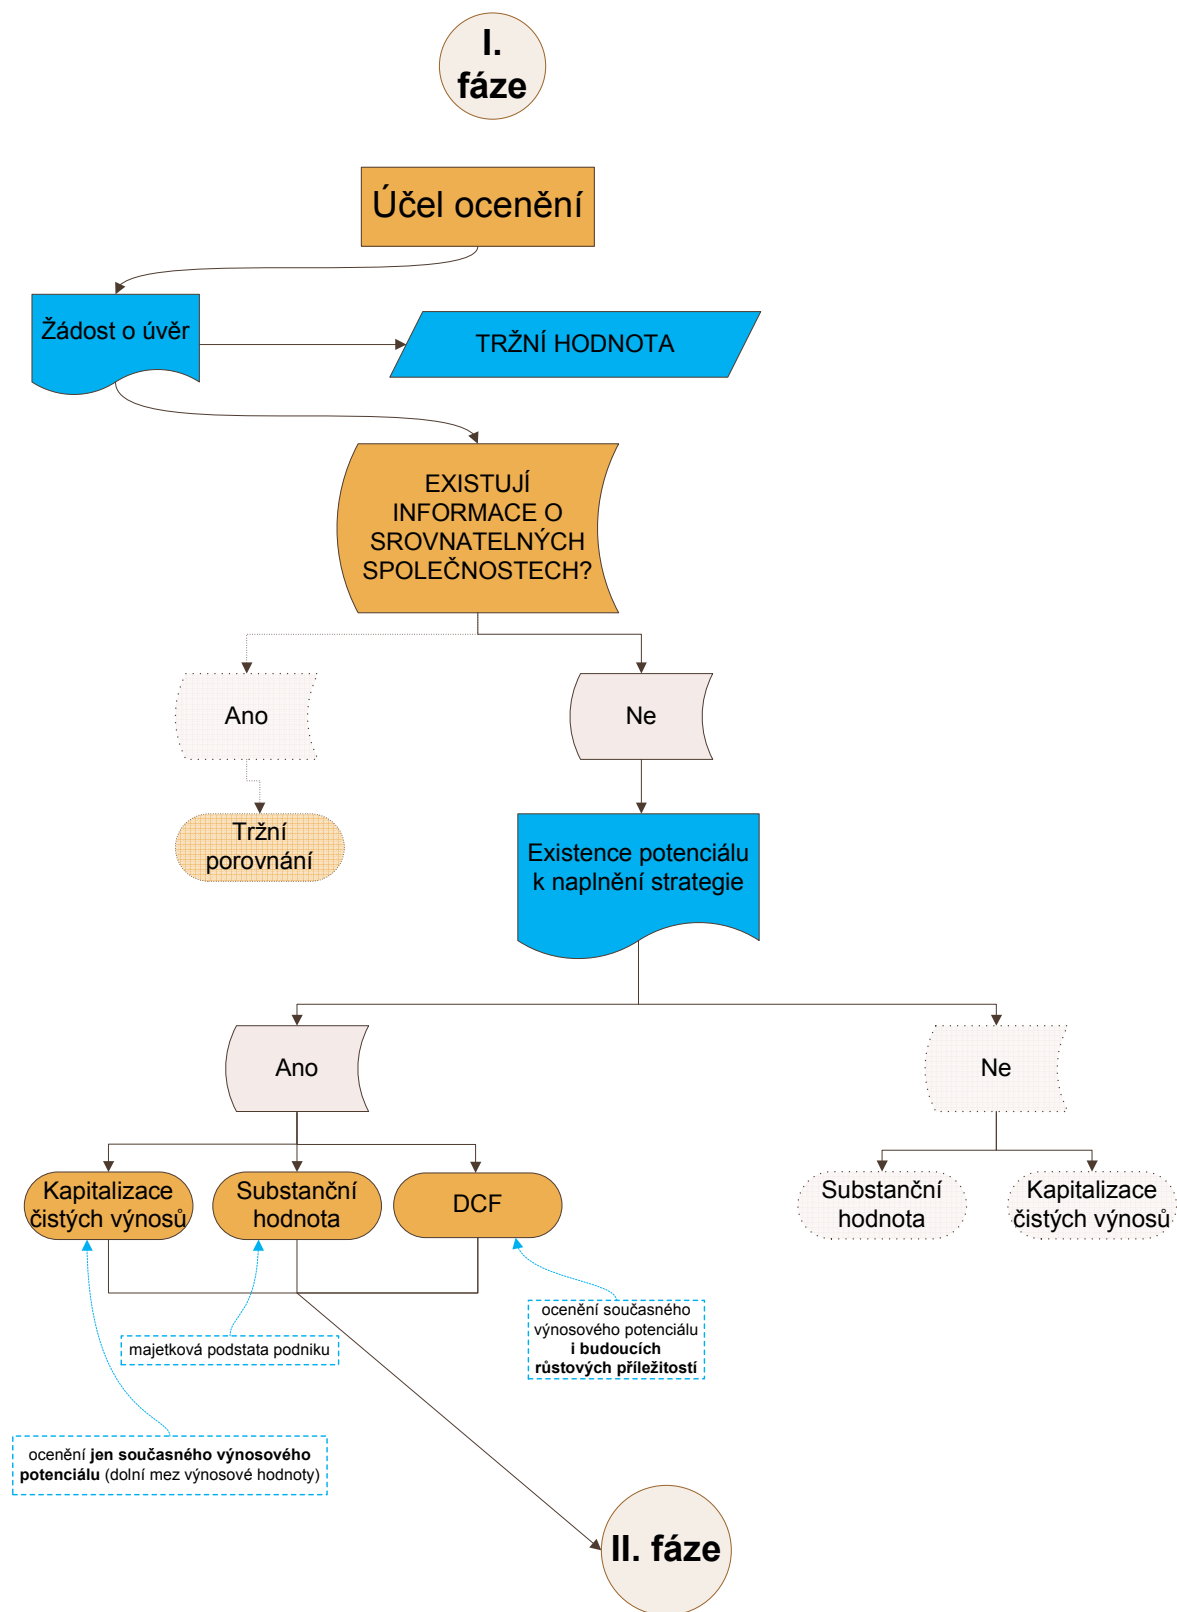 I.
fáze
Účel ocenění
Žádost o úvěr
TRŽNÍ HODNOTA
EXISTUJÍ
INFORMACE O
SROVNATELNÝCH
SPOLEČNOSTECH?
Ano
Ne
Tržní
porovnání
Existence potenciálu
k naplnění strategie
Ano
Ne
Kapitalizace
čistých výnosů
Substanční
hodnota
DCF
Substanční
hodnota
Kapitalizace
čistých výnosů
majetková podstata podniku
ocenění současného
výnosového potenciálu
i budoucích
růstových příležitostí
ocenění jen současného výnosového
potenciálu (dolní mez výnosové hodnoty)
II. fáze